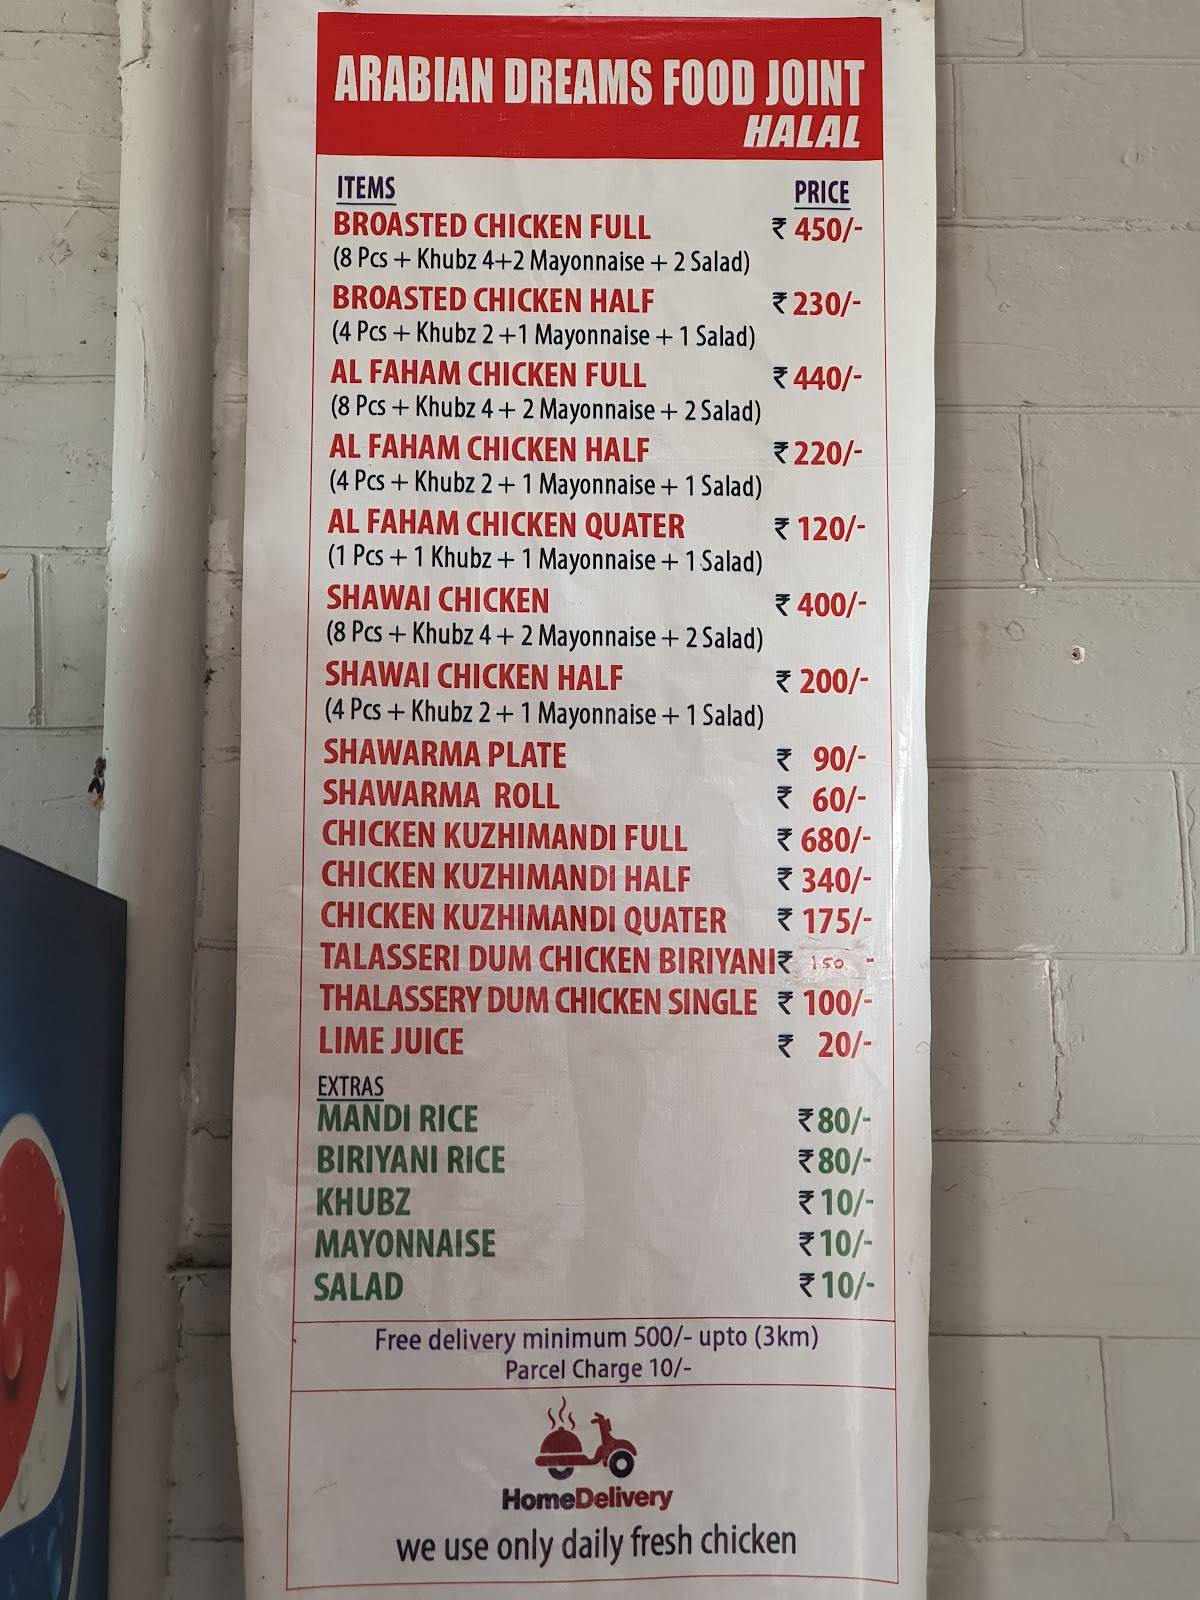 ARABIAN DREAMS FOOD JOINT
HALAL
ITEMS PRICE
BROASTED CHICKEN FULL ₹ 450/-
(8 Pcs + Khubz 4+2 Mayonnaise + 2 Salad)
BROASTED CHICKEN HALF ₹ 230/-
(4 Pcs + Khubz 2 +1 Mayonnaise + 1 Salad)
AL FAHAM CHICKEN FULL ₹ 440/-
(8 Pcs + Khubz 4 + 2 Mayonnaise + 2 Salad)
AL FAHAM CHICKEN HALF ₹ 220/-
(4 Pcs + Khubz 2 + 1 Mayonnaise + 1 Salad)
AL FAHAM CHICKEN QUATER ₹ 120/-
(1 Pcs + 1 Khubz + 1 Mayonnaise + 1 Salad)
SHAWAI CHICKEN ₹ 400/-
(8 Pcs + Khubz 4 + 2 Mayonnaise + 2 Salad)
SHAWAI CHICKEN HALF ₹ 200/-
(4 Pcs + Khubz 2 + 1 Mayonnaise + 1 Salad)
SHAWARMA PLATE ₹ 90/-
SHAWARMA ROLL ₹ 60/-
CHICKEN KUZHIMANDI FULL ₹ 680/-
CHICKEN KUZHIMANDI HALF ₹ 340/-
CHICKEN KUZHIMANDI QUATER ₹ 175/-
TALASSERI DUM CHICKEN BIRIYANI ₹ 150 -
THALASSERY DUM CHICKEN SINGLE ₹ 100/-
LIME JUICE ₹ 20/-
EXTRAS
MANDI RICE ₹ 80/-
BIRIYANI RICE ₹ 80/-
KHUBZ ₹ 10/-
MAYONNAISE ₹ 10/-
SALAD ₹ 10/-
Free delivery minimum 500/- upto (3km)
Parcel Charge 10/-
HomeDelivery
we use only daily fresh chicken